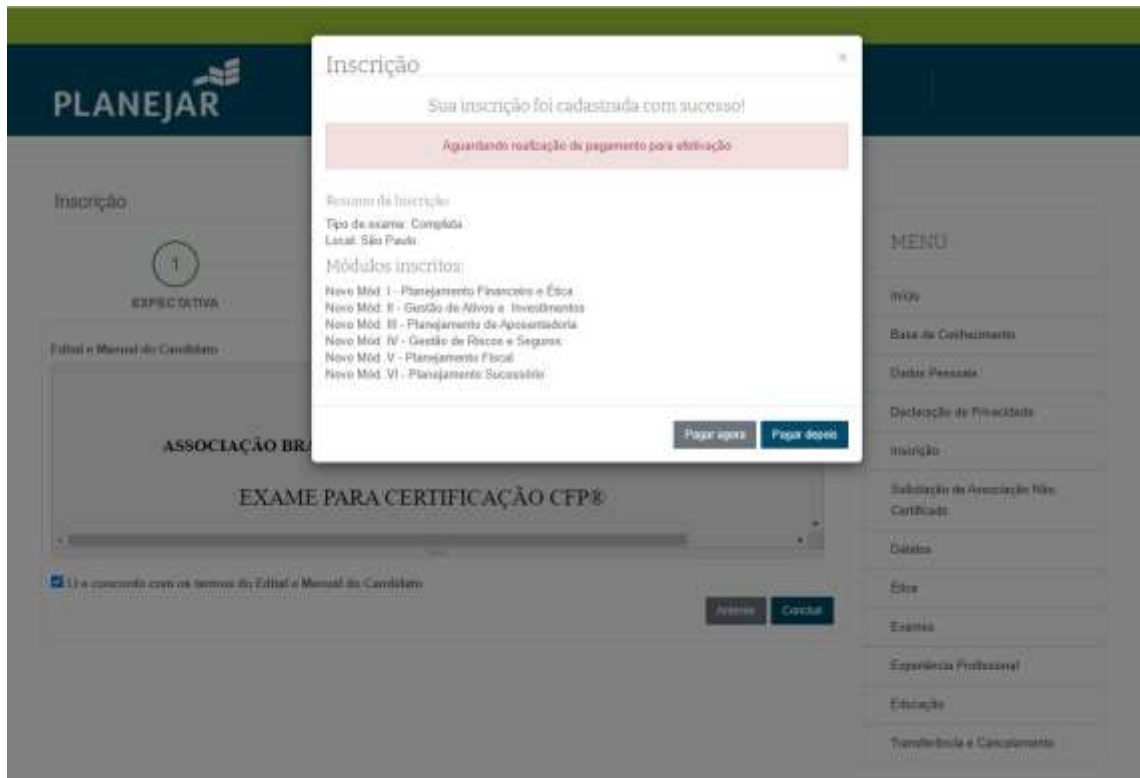 PLANEJAR
Inscrição
×
Sua inscrição foi cadastrada com sucesso!
Aguardando realização de pagamento para efetivação
Resumo da Inscrição
Tipo de exame: Completa
Local: São Paulo
Módulos inscritos:
Novo Mód. I - Planejamento Financeiro e Ética
Novo Mód. II - Gestão de Ativos e Investimentos
Novo Mód. III - Planejamento de Aposentadoria
Novo Mód. IV - Gestão de Riscos e Seguros
Novo Mód. V - Planejamento Fiscal
Novo Mód. VI - Planejamento Sucessório
Pagar agora
Pagar depois
Inscrição
1
EXPECTATIVA
Edital e Manual do Candidato
ASSOCIAÇÃO BRA
EXAME PARA CERTIFICAÇÃO CFP®
Li e concordo com os termos do Edital e Manual do Candidato
Anterior
Concluir
MENU
Início
Base de Conhecimento
Dados Pessoais
Declaração de Privacidade
Inscrição
Solicitação de Associação Não
Certificado
Débitos
Ética
Exames
Experiência Profissional
Educação
Transferência e Cancelamento